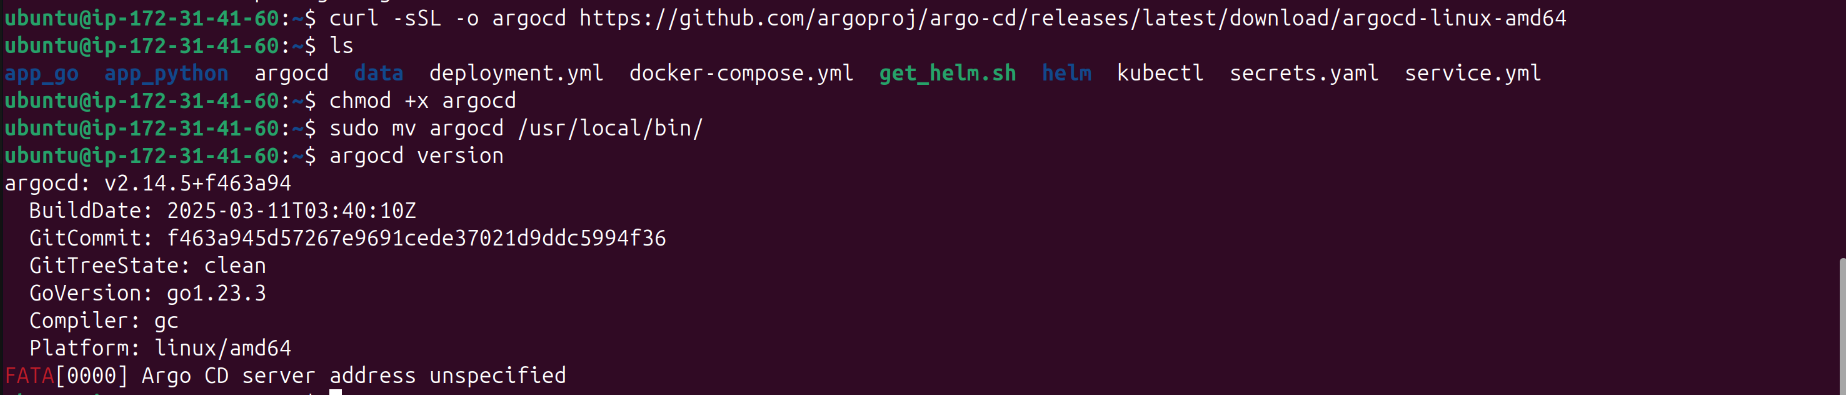 ubuntu@ip-172-31-41-60:~$ curl -sSL -o argocd https://github.com/argoproj/argo-cd/releases/latest/download/argocd-linux-amd64
ubuntu@ip-172-31-41-60:~$ ls
app_go  app_python  argocd  data  deployment.yml  docker-compose.yml  get_helm.sh  helm  kubectl  secrets.yaml  service.yml
ubuntu@ip-172-31-41-60:~$ chmod +x argocd
ubuntu@ip-172-31-41-60:~$ sudo mv argocd /usr/local/bin/
ubuntu@ip-172-31-41-60:~$ argocd version
argocd: v2.14.5+f463a94
  BuildDate: 2025-03-11T03:40:10Z
  GitCommit: f463a945d57267e9691cede37021d9ddc5994f36
  GitTreeState: clean
  GoVersion: go1.23.3
  Compiler: gc
  Platform: linux/amd64
FATA[0000] Argo CD server address unspecified